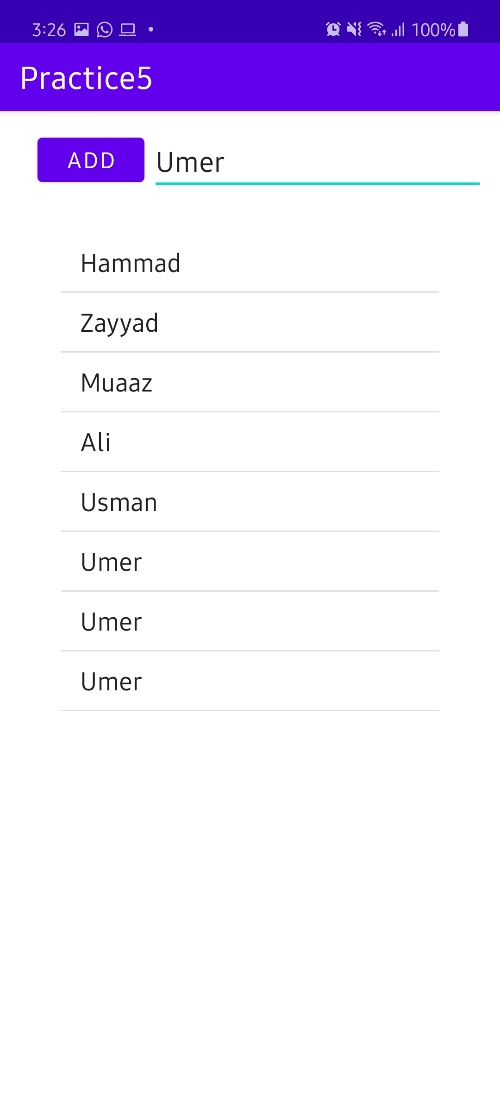 3:26 100%
Practice5
ADD Umer
Hammad
Zayyad
Muaaz
Ali
Usman
Umer
Umer
Umer